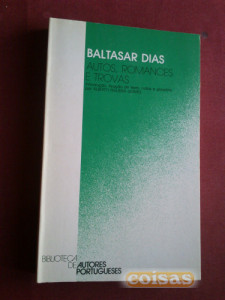 BALTASAR DIAS
AUTOS, ROMANCES
E TROVAS
BIBLIOTECA
DE AUTORES
PORTUGUESES
coisas